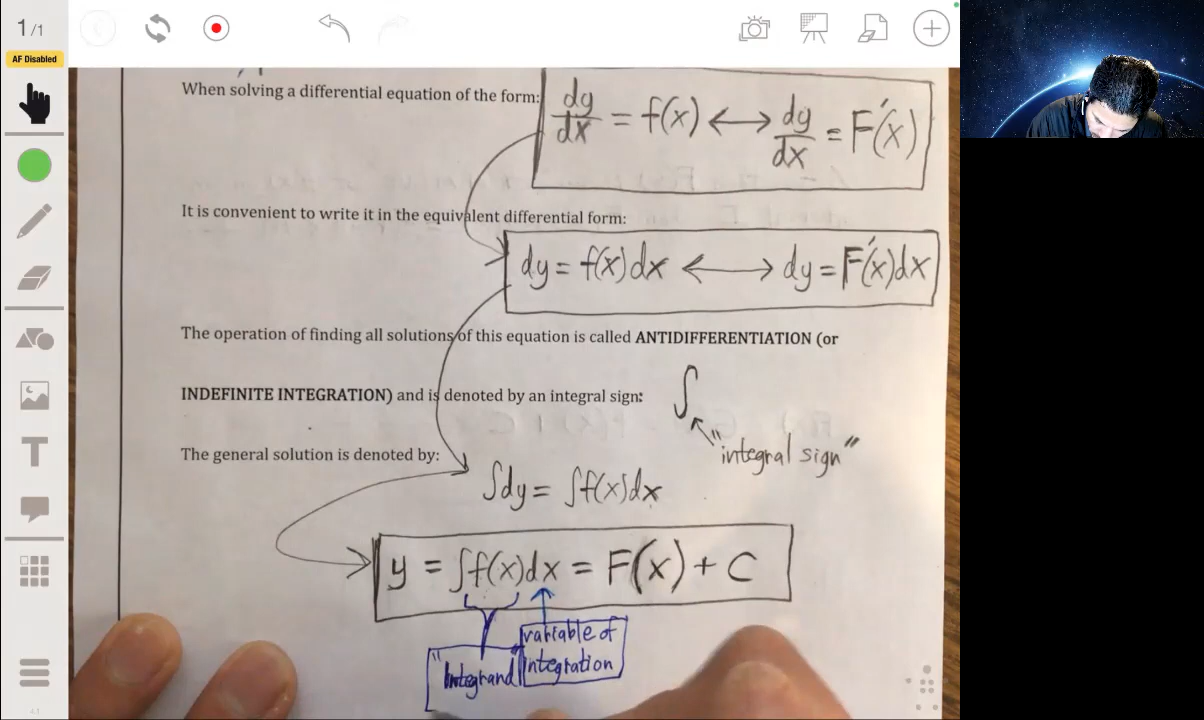 1/1
AF Disabled
When solving a differential equation of the form:
dy/dx = f(x) ⟷ dy/dx = F'(x)
It is convenient to write it in the equivalent differential form:
dy = f(x)dx ⟷ dy = F'(x)dx
The operation of finding all solutions of this equation is called ANTIDIFFERENTIATION (or
INDEFINITE INTEGRATION) and is denoted by an integral sign: ∫
"integral sign"
The general solution is denoted by:
∫dy = ∫f(x)dx
y = ∫f(x)dx = F(x) + C
variable of
integration
"Integrand
T